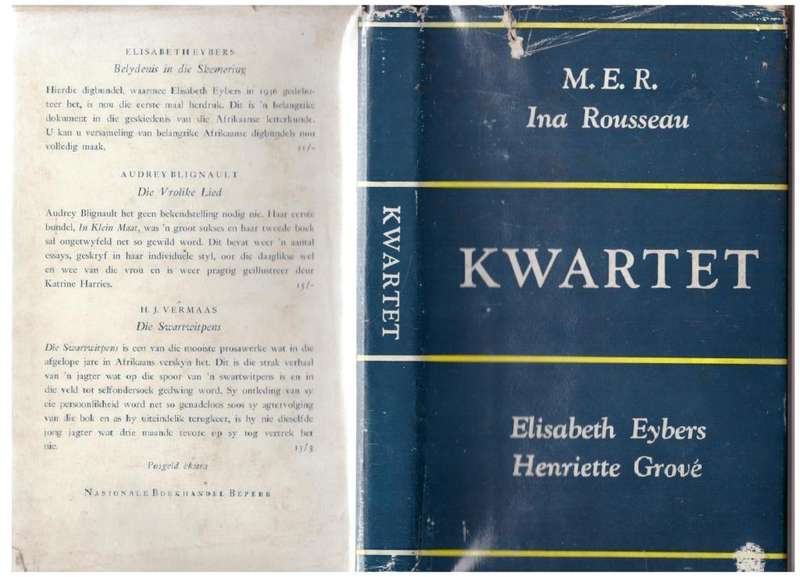 ELISABETH EYBERS
Belydenis in die Skemering
Hierdie digbundel, waarmee Elisabeth Eybers in 1936 gedebu-
teer het, is nou die eerste maal herdruk. Dit is 'n belangrike
dokument in die geskiedenis van die Afrikaanse letterkunde.
U kan u versameling van belangrike Afrikaanse digbundels nou
volledig maak. 11/-
AUDREY BLIGNAULT
Die Vrolike Lied
Audrey Blignault het geen bekendstelling nodig nie. Haar eerste
bundel, In Klein Maat, was 'n groot sukses en haar tweede boek
sal ongetwyfeld net so gewild word. Dit bevat weer 'n aantal
essays, geskryf in haar individuele styl, oor die daaglikse wel
en wee van die vrou en is weer pragtig geïllustreer deur
Katrine Harries. 15/-
H. J. VERMAAS
Die Swartwitpens
Die Swartwitpens is een van die mooiste prosawerke wat in die
afgelope jare in Afrikaans verskyn het. Dit is die strak verhaal
van 'n jagter wat op die spoor van 'n swartwitpens is en in
die veld tot selfondersoek gedwing word. Sy ontleding van sy
eie persoonlikheid word net so genadeloos soos sy agtervolging
van die bok en as hy uiteindelik terugkeer, is hy nie dieselfde
jong jagter wat drie maande tevore op sy tog vertrek het
nie. 13/3
Posgeld ekstra
NASIONALE BOEKHANDEL BEPERK
KWARTET
M. E. R.
Ina Rousseau
KWARTET
Elisabeth Eybers
Henriette Grové